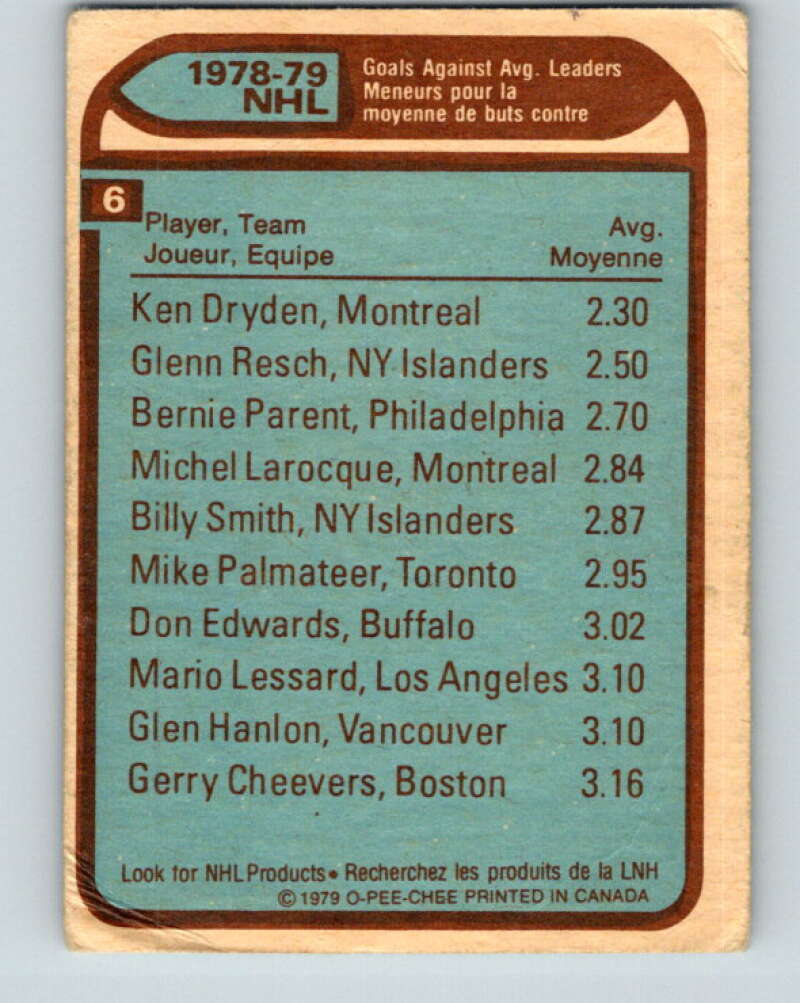 1978-79
NHL
Goals Against Avg. Leaders
Meneurs pour la
moyenne de buts contre
6
Player, Team Avg.
Joueur, Equipe Moyenne
Ken Dryden, Montreal 2.30
Glenn Resch, NY Islanders 2.50
Bernie Parent, Philadelphia 2.70
Michel Larocque, Montreal 2.84
Billy Smith, NY Islanders 2.87
Mike Palmateer, Toronto 2.95
Don Edwards, Buffalo 3.02
Mario Lessard, Los Angeles 3.10
Glen Hanlon, Vancouver 3.10
Gerry Cheevers, Boston 3.16
Look for NHL Products• Recherchez les produits de la LNH
© 1979 O-PEE-CHEE PRINTED IN CANADA